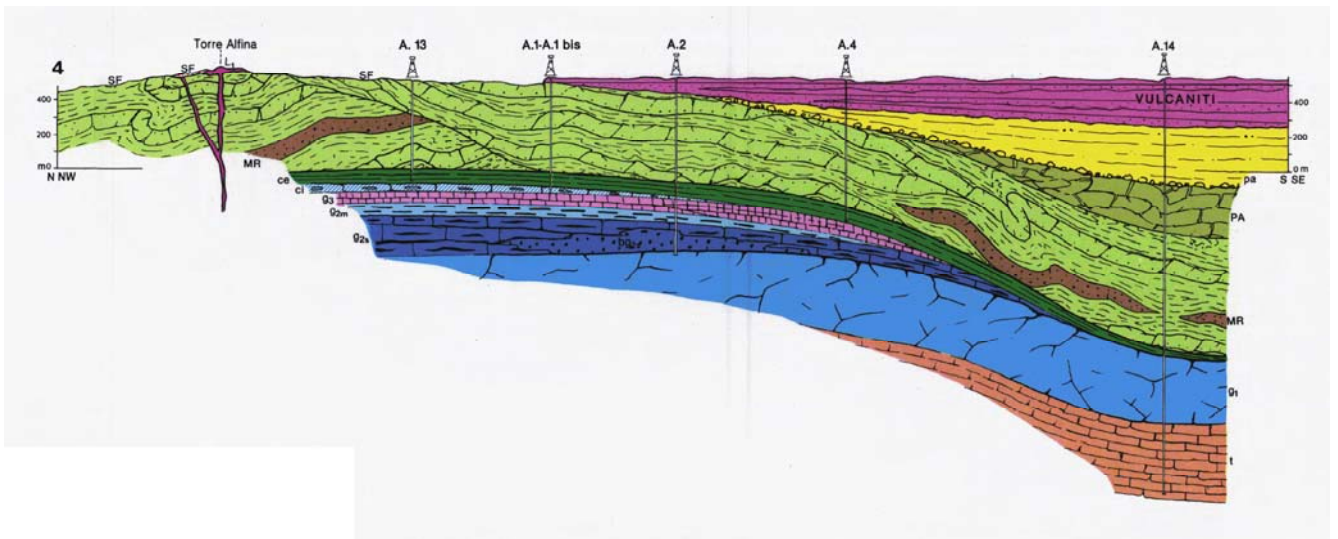 Torre Alfina
A. 13
A.1-A.1 bis
A.2
A.4
A.14
4
SF
SF
L
SF
400
200
m0
N NW
VULCANITI
400
200
0 m
S SE
MR
ce
ci
g3
g2m
g2s
pa
PA
MR
g1
t